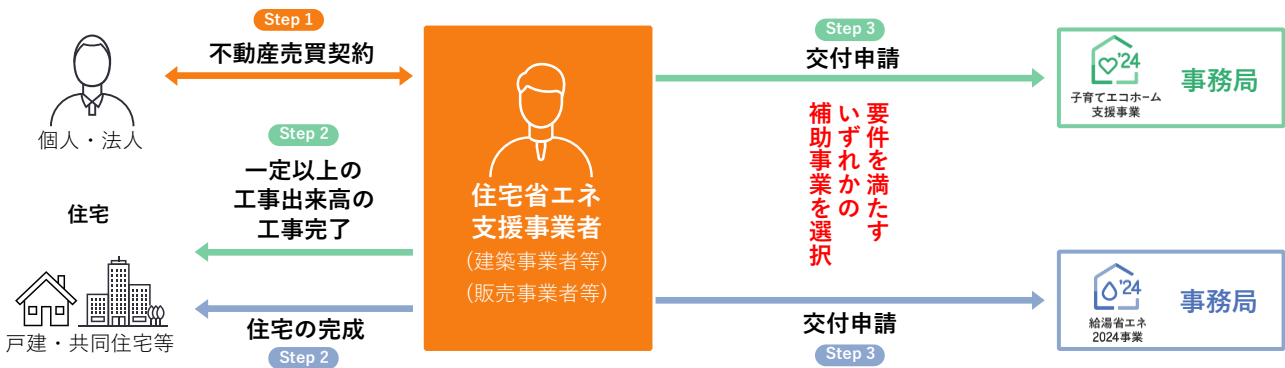 Step 1
不動産売買契約
個人・法人
Step 2
一定以上の
工事出来高の
工事完了
住宅
戸建・共同住宅等
住宅の完成
Step 2
住宅省エネ
支援事業者
(建築事業者等)
(販売事業者等)
Step 3
交付申請
要件を満たす
いずれかの
補助事業を選択
交付申請
Step 3
'24
子育てエコホーム
支援事業
事務局
'24
給湯省エネ
2024事業
事務局